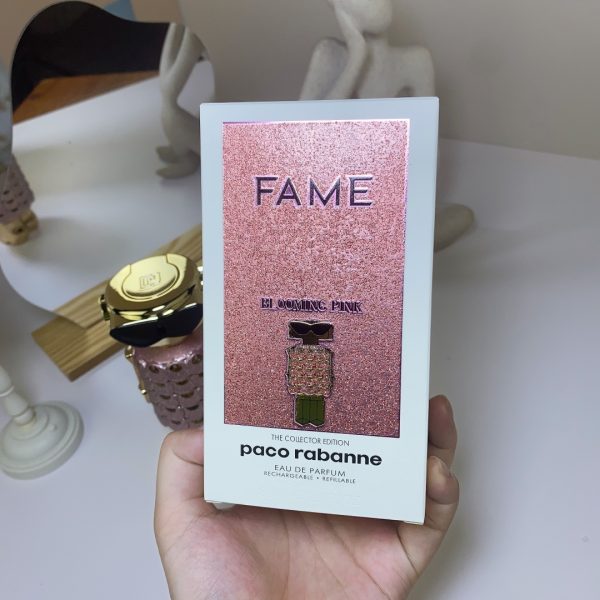 FAME
BLOOMING PINK
THE COLLECTOR EDITION
paco rabanne
EAU DE PARFUM
RECHARGEABLE • REFILLABLE